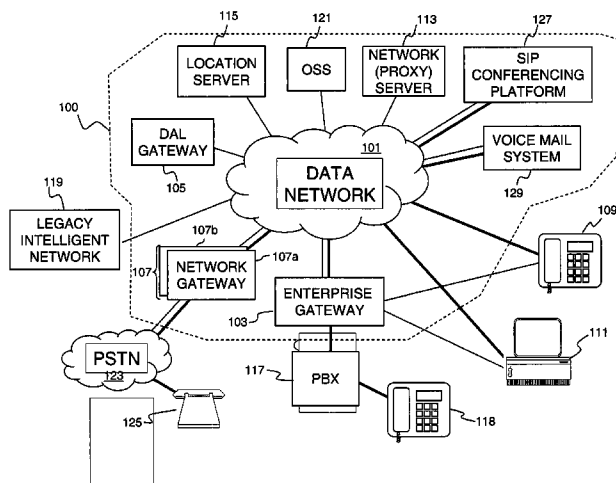 115
121
113
127
LOCATION
SERVER
OSS
NETWORK
(PROXY)
SERVER
SIP
CONFERENCING
PLATFORM
100
DAL
GATEWAY
105
101
DATA
NETWORK
VOICE MAIL
SYSTEM
129
119
LEGACY
INTELLIGENT
NETWORK
107b
107
107a
NETWORK
GATEWAY
109
103
ENTERPRISE
GATEWAY
PSTN
123
117
PBX
111
125
118